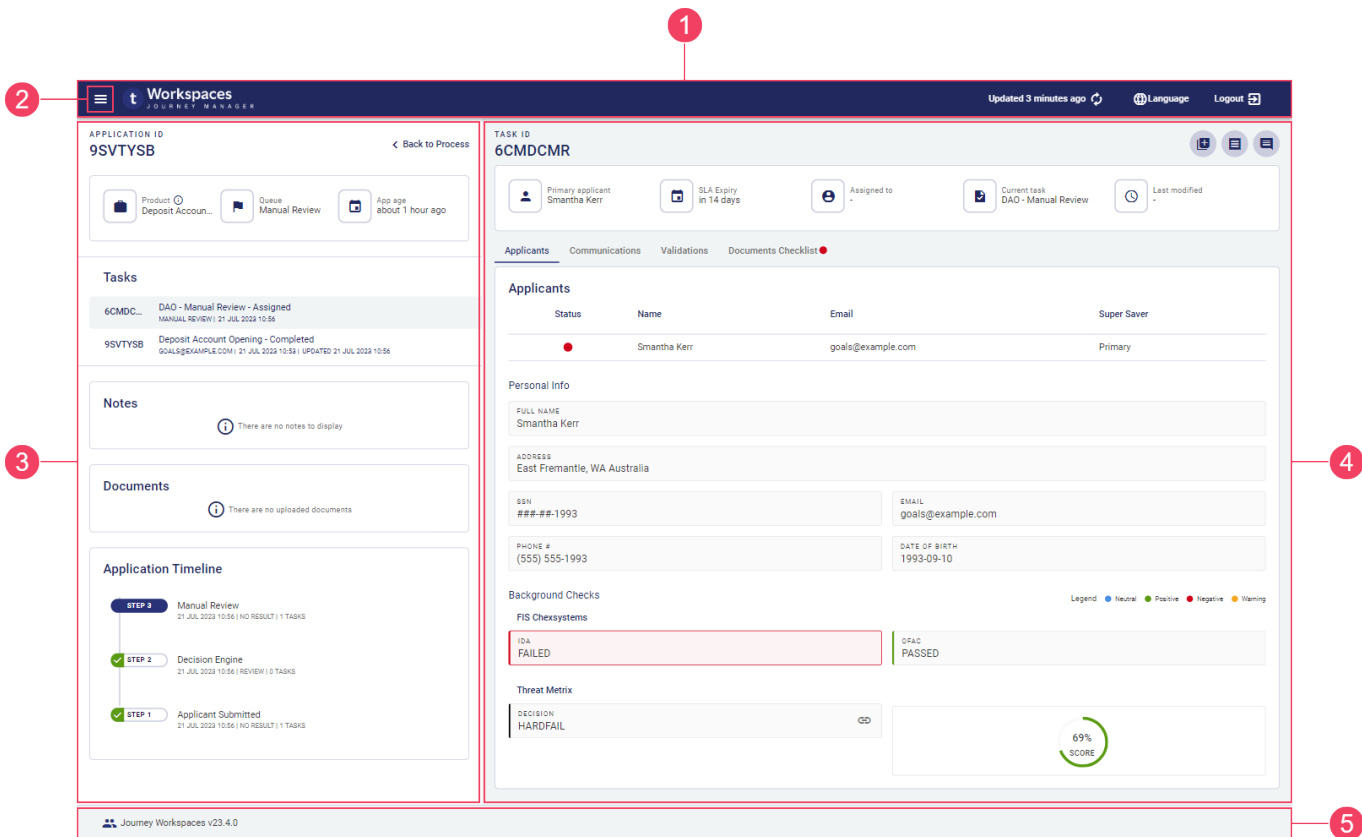 1
2
Workspaces
JOURNEY MANAGER
Updated 3 minutes ago
Language
Logout
APPLICATION ID
9SVTYSB
Back to Process
Product
Deposit Accoun...
Queue
Manual Review
App age
about 1 hour ago
Tasks
6CMDC...
DAO - Manual Review - Assigned
MANUAL REVIEW | 21 JUL 2023 10:56
9SVTYSB
Deposit Account Opening - Completed
GOALS@EXAMPLE.COM | 21 JUL 2023 10:53 | UPDATED 21 JUL 2023 10:56
Notes
There are no notes to display
3
Documents
There are no uploaded documents
Application Timeline
STEP 3
Manual Review
21 JUL 2023 10:56 | NO RESULT | 1 TASKS
STEP 2
Decision Engine
21 JUL 2023 10:56 | REVIEW | 0 TASKS
STEP 1
Applicant Submitted
21 JUL 2023 10:56 | NO RESULT | 1 TASKS
TASK ID
6CMDCMR
Primary applicant
Smantha Kerr
SLA Expiry
in 14 days
Assigned to
-
Current task
DAO - Manual Review
Last modified
-
Applicants Communications Validations Documents Checklist
Applicants
Status Name Email Super Saver
Smantha Kerr goals@example.com Primary
Personal Info
FULL NAME
Smantha Kerr
ADDRESS
East Fremantle, WA Australia
4
SSN
###-##-1993
EMAIL
goals@example.com
PHONE #
(555) 555-1993
DATE OF BIRTH
1993-09-10
Background Checks
Legend Neutral Positive Negative Warning
FIS Chexsystems
IDA
FAILED
OFAC
PASSED
Threat Metrix
DECISION
HARDFAIL
69%
SCORE
Journey Workspaces v23.4.0
5